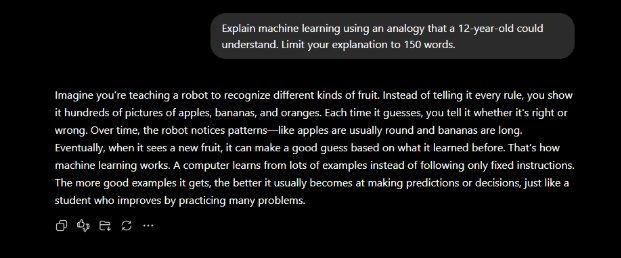 Explain machine learning using an analogy that a 12-year-old could
understand. Limit your explanation to 150 words.
Imagine you're teaching a robot to recognize different kinds of fruit. Instead of telling it every rule, you show
it hundreds of pictures of apples, bananas, and oranges. Each time it guesses, you tell it whether it's right or
wrong. Over time, the robot notices patterns—like apples are usually round and bananas are long.
Eventually, when it sees a new fruit, it can make a good guess based on what it learned before. That's how
machine learning works. A computer learns from lots of examples instead of following only fixed instructions.
The more good examples it gets, the better it usually becomes at making predictions or decisions, just like a
student who improves by practicing many problems.